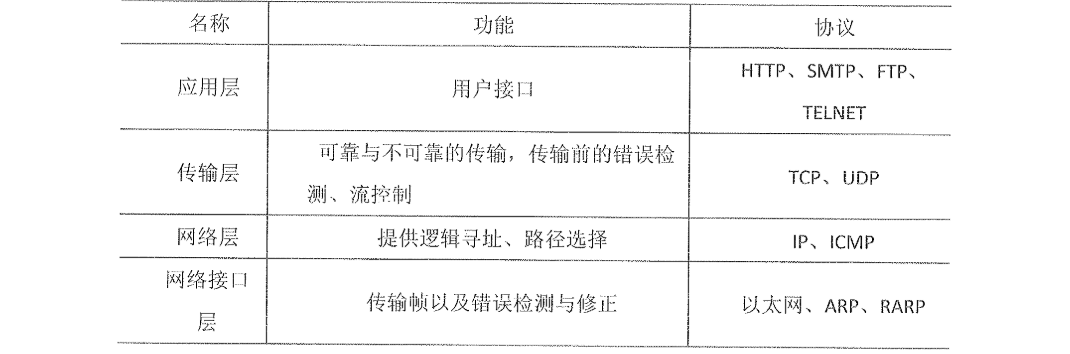 名称 功能 协议
应用层 用户接口 HTTP、SMTP、FTP、
TELNET
传输层 可靠与不可靠的传输，传输前的错误检
测、流控制 TCP、UDP
网络层 提供逻辑寻址、路径选择 IP、ICMP
网络接口
层 传输帧以及错误检测与修正 以太网、ARP、RARP